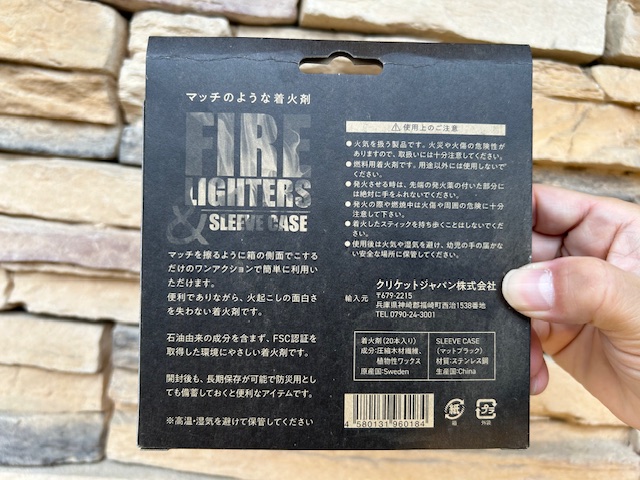 マッチのような着火剤
FIRE
LIGHTERS
& SLEEVE CASE
マッチを擦るように箱の側面でこする
だけのワンアクションで簡単に利用い
ただけます。
便利でありながら、火起こしの面白さ
を失わない着火剤です。
石油由来の成分を含まず、FSC認証を
取得した環境にやさしい着火剤です。
開封後も、長期保存が可能で防災用とし
ても備蓄しておくと便利なアイテムです。
※高温・湿気を避けて保管してください
⚠使用上のご注意
●火気を扱う製品です。火災や火傷の危険性が
ありますので、取扱いには十分注意してください。
●燃料用着火剤です。用途以外には使用しないで
ください。
●発火させる時は、先端の発火薬の付いた部分に
は絶対に手をふれないでください。
●発火の際や燃焼中は火傷や周囲の危険に十分
注意して下さい。
●着火したスティックを持ち歩くことはしないでくだ
さい。
●使用後は火気や湿気を避け、幼児の手の届かな
い安全な場所に保管してください。
輸入元
クリケットジャパン株式会社
〒679-2215
兵庫県神崎郡福崎町西治1538番地
TEL 0790-24-3001
着火剤(20本入り)
成分:圧縮木材繊維、
植物性ワックス
原産国:Sweden
SLEEVE CASE
(マットブラック)
材質:ステンレス鋼
生産国:China
4 580131 960184
紙
箱
プラ
外装